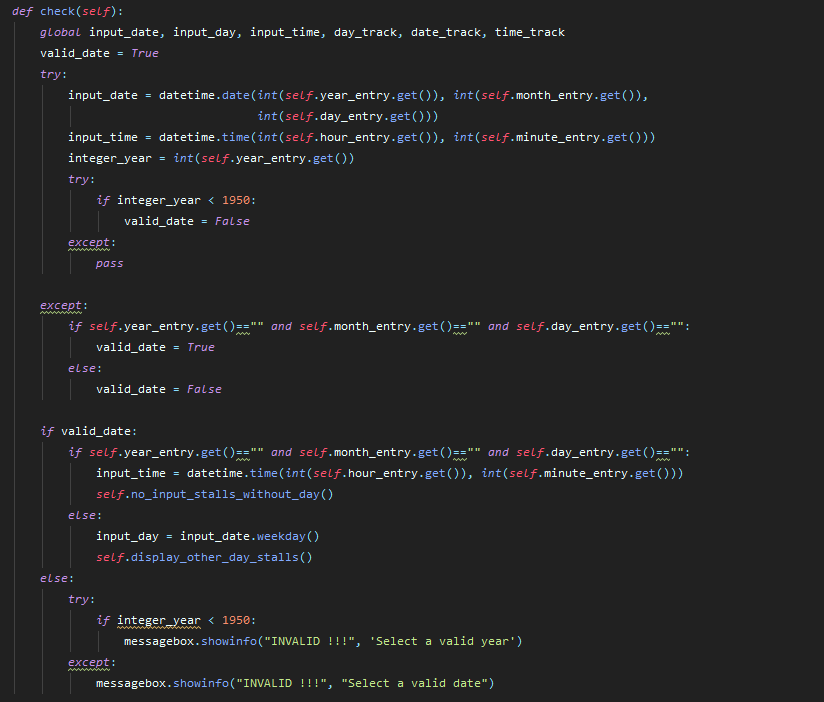 def check(self):
    global input_date, input_day, input_time, day_track, date_track, time_track
    valid_date = True
    try:
        input_date = datetime.date(int(self.year_entry.get()), int(self.month_entry.get()),
                                   int(self.day_entry.get()))
        input_time = datetime.time(int(self.hour_entry.get()), int(self.minute_entry.get()))
        integer_year = int(self.year_entry.get())
        try:
            if integer_year < 1950:
                valid_date = False
        except:
            pass

    except:
        if self.year_entry.get()=="" and self.month_entry.get()=="" and self.day_entry.get()=="":
            valid_date = True
        else:
            valid_date = False

    if valid_date:
        if self.year_entry.get()=="" and self.month_entry.get()=="" and self.day_entry.get()=="":
            input_time = datetime.time(int(self.hour_entry.get()), int(self.minute_entry.get()))
            self.no_input_stalls_without_day()
        else:
            input_day = input_date.weekday()
            self.display_other_day_stalls()
    else:
        try:
            if integer_year < 1950:
                messagebox.showinfo("INVALID !!!", 'Select a valid year')
        except:
            messagebox.showinfo("INVALID !!!", "Select a valid date")